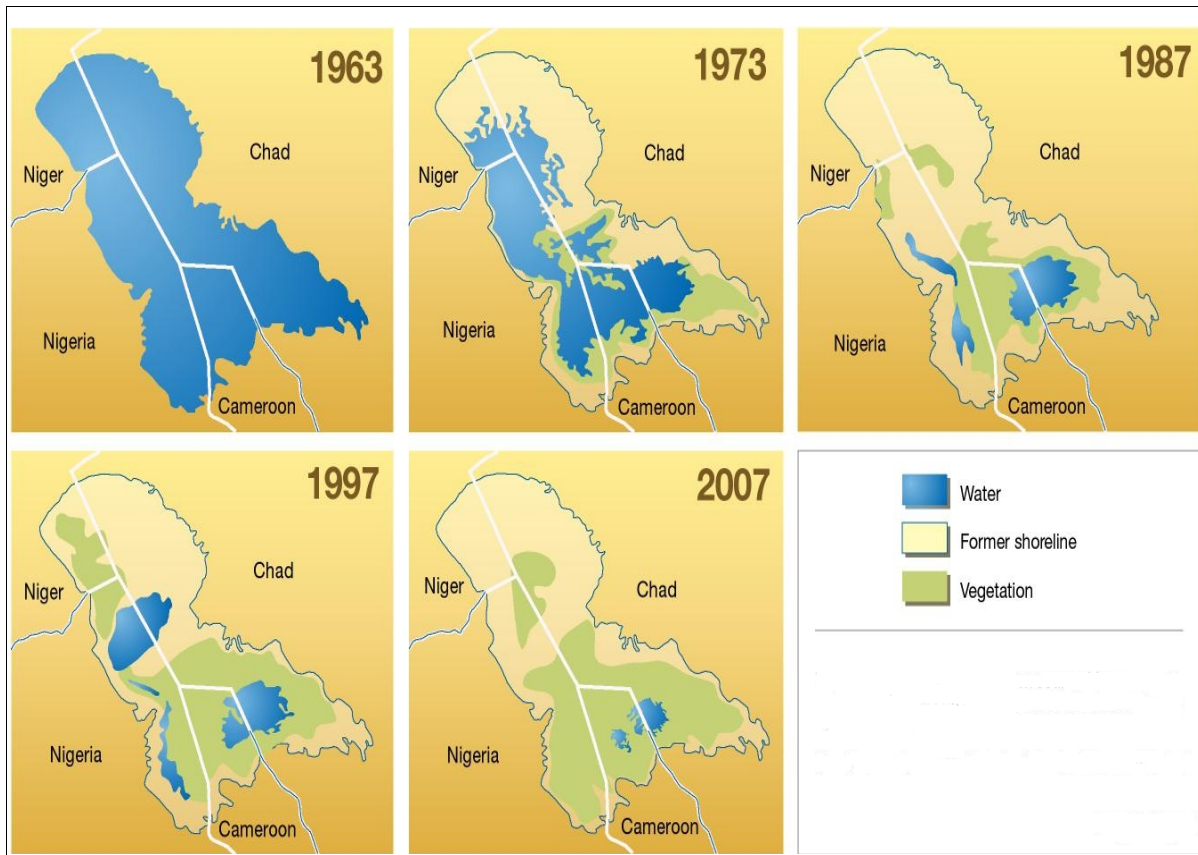 1963
Chad
Niger
Nigeria
Cameroon
1973
Chad
Niger
Nigeria
Cameroon
1987
Chad
Niger
Nigeria
Cameroon
1997
Chad
Niger
Nigeria
Cameroon
2007
Chad
Niger
Nigeria
Cameroon
Water
Former shoreline
Vegetation